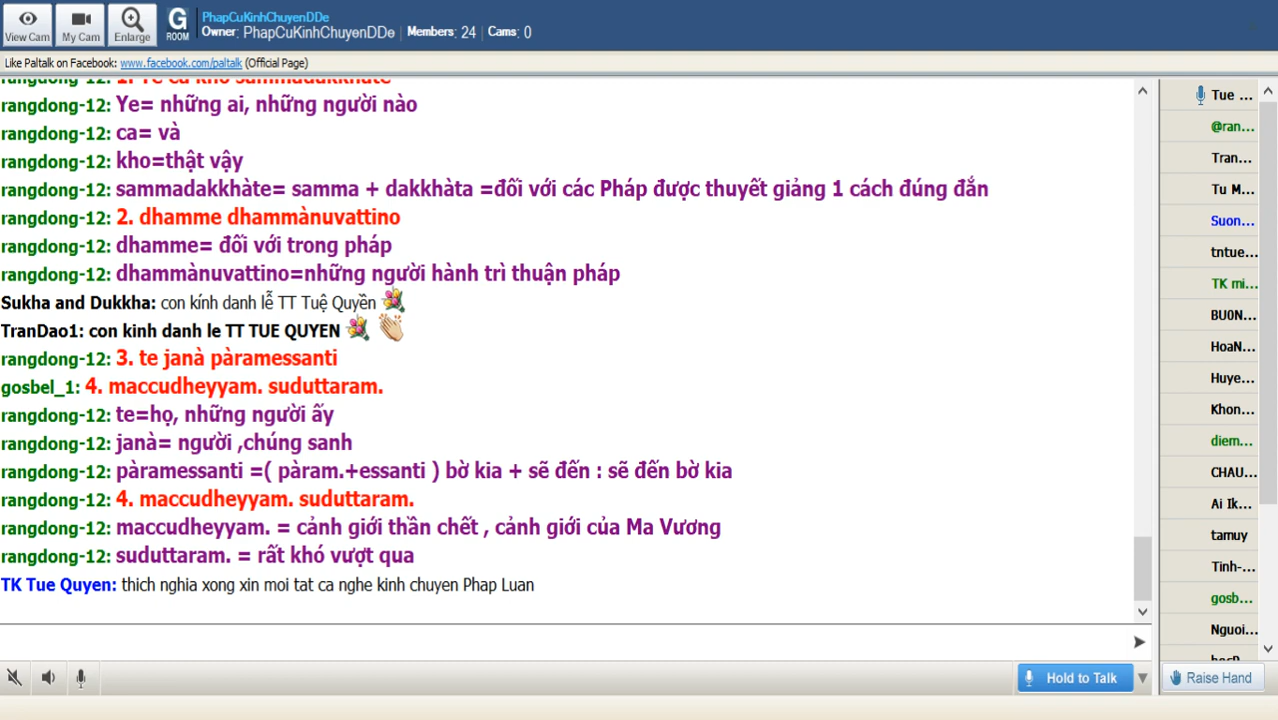 View Cam
My Cam
Enlarge
G
ROOM
PhapCuKinhChuyenDDe
Owner: PhapCuKinhChuyenDDe | Members: 24 | Cams: 0
Like Paltalk on Facebook: www.facebook.com/paltalk (Official Page)
rangdong-12: 1. Ye ca kho sammadakkhàte
rangdong-12: Ye= những ai, những người nào
rangdong-12: ca= và
rangdong-12: kho=thật vậy
rangdong-12: sammadakkhàte= samma + dakkhàta =đối với các Pháp được thuyết giảng 1 cách đúng đắn
rangdong-12: 2. dhamme dhammànuvattino
rangdong-12: dhamme= đối với trong pháp
rangdong-12: dhammànuvattino=những người hành trì thuận pháp
Sukha and Dukkha: con kính danh lễ TT Tuệ Quyền
TranDao1: con kinh danh le TT TUE QUYEN
rangdong-12: 3. te janà pàramessanti
gosbel_1: 4. maccudheyyam. suduttaram.
rangdong-12: te=họ, những người ấy
rangdong-12: janà= người ,chúng sanh
rangdong-12: pàramessanti =( pàram.+essanti ) bờ kia + sẽ đến : sẽ đến bờ kia
rangdong-12: 4. maccudheyyam. suduttaram.
rangdong-12: maccudheyyam. = cảnh giới thần chết , cảnh giới của Ma Vương
rangdong-12: suduttaram. = rất khó vượt qua
TK Tue Quyen: thich nghia xong xin moi tat ca nghe kinh chuyen Phap Luan
Tue ...
@ran...
Tran...
Tu M...
Suon...
tntue...
TK mi...
BU0N...
HoaN...
Huye...
Khon...
diem...
CHAU...
Ai Ik...
tamuy
Tinh-...
gosb...
Nguoi...
Hold to Talk
Raise Hand